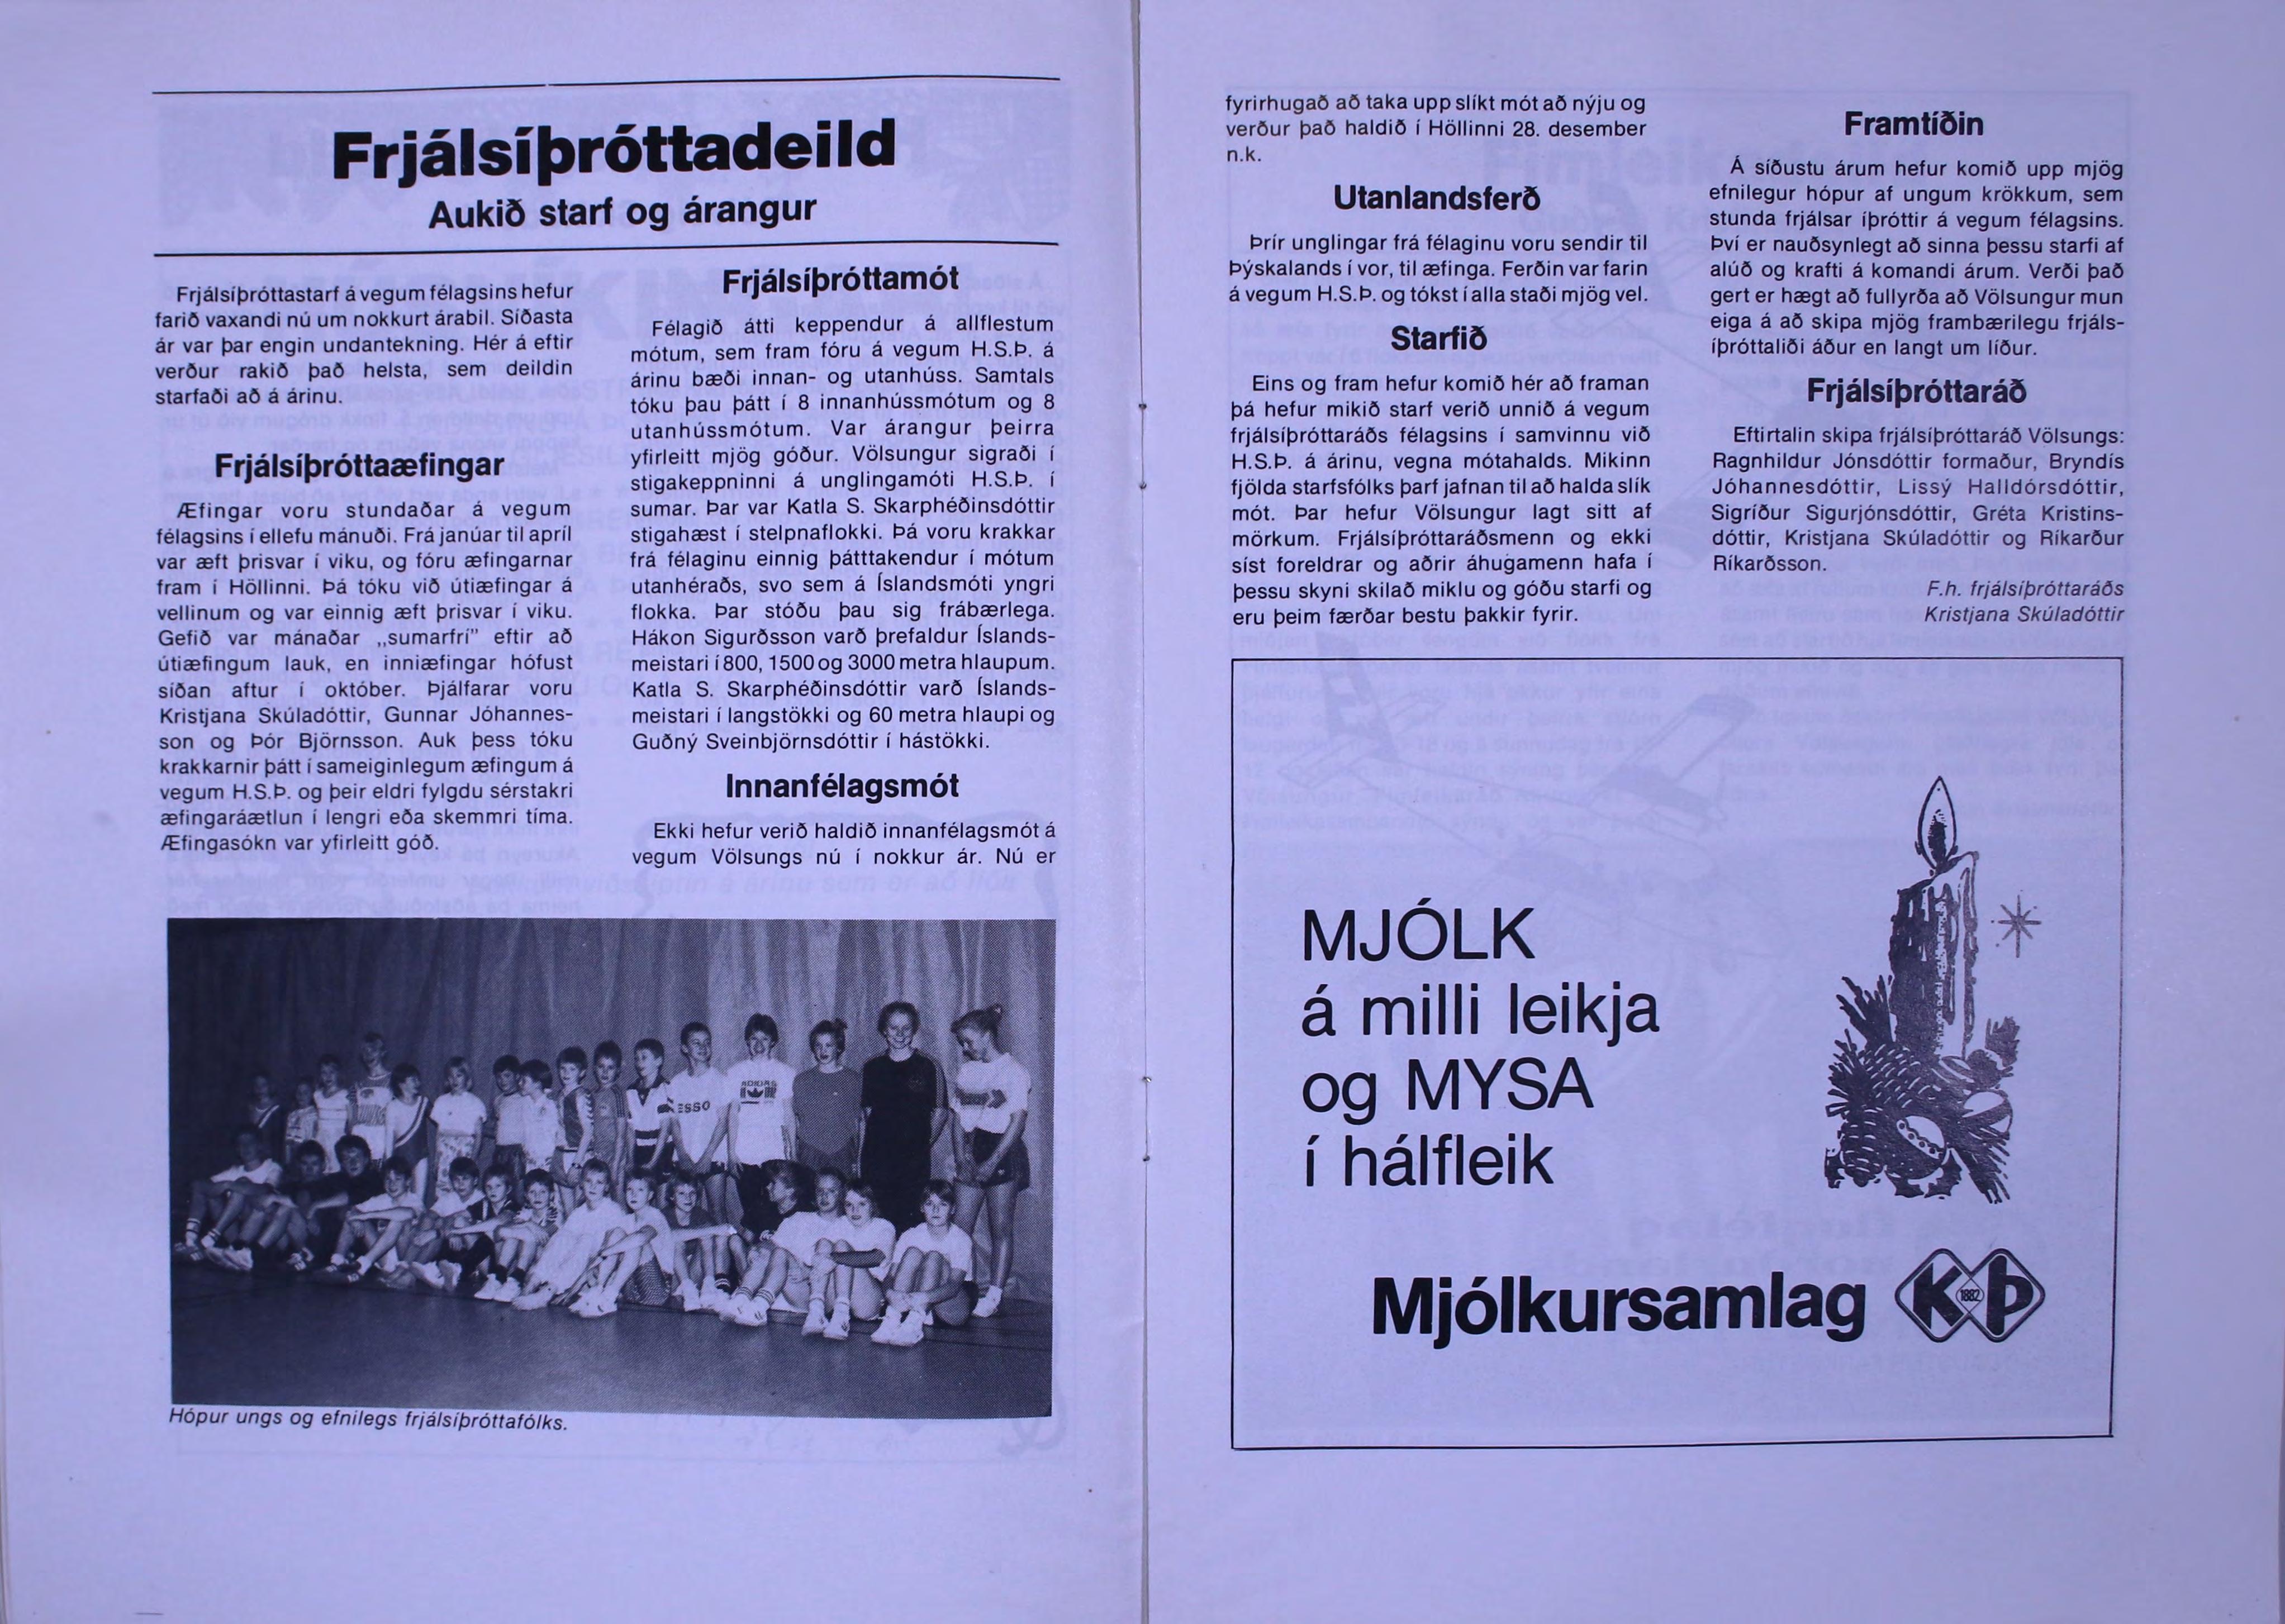 Frjálsíþróttadeild
Aukið starf og árangur
Frjálsíþróttastarf á vegum félagsins hefur
farið vaxandi nú um nokkurt árabil. Síðasta
ár var þar engin undantekning. Hér á eftir
verður rakið það helsta, sem deildin
starfaði að á árinu.
Frjálsíþróttaæfingar
Æfingar voru stundaðar á vegum
félagsins í ellefu mánuði. Frá janúar til apríl
var æft þrisvar í viku, og fóru æfingarnar
fram í Höllinni. Þá tóku við útiæfingar á
vellinum og var einnig æft þrisvar í viku.
Gefið var mánaðar „sumarfrí" eftir að
útiæfingum lauk, en inniæfingar hófust
síðan aftur í október. Þjálfarar voru
Kristjana Skúladóttir, Gunnar Jóhannes-
son og Þór Björnsson. Auk þess tóku
krakkarnir þátt í sameiginlegum æfingum á
vegum H.S.Þ. og þeir eldri fylgdu sérstakri
æfingaráætlun í lengri eða skemmri tíma.
Æfingasókn var yfirleitt góð.
Frjálsíþróttamót
Félagið átti keppendur á allflestum
mótum, sem fram fóru á vegum H.S.Þ. á
árinu bæði innan- og utanhúss. Samtals
tóku þau þátt í 8 innanhússmótum og 8
utanhússmótum. Var árangur þeirra
yfirleitt mjög góður. Völsungur sigraði í
stigakeppninni á unglingamóti H.S.Þ. í
sumar. Þar var Katla S. Skarphéðinsdóttir
stigahæst í stelpnaflokki. Þá voru krakkar
frá félaginu einnig þátttakendur í mótum
utanhéraðs, svo sem á Íslandsmóti yngri
flokka. Þar stóðu þau sig frábærlega.
Hákon Sigurðsson varð þrefaldur Íslands-
meistari í 800, 1500 og 3000 metra hlaupum.
Katla S. Skarphéðinsdóttir varð Íslands-
meistari í langstökki og 60 metra hlaupi og
Guðný Sveinbjörnsdóttir í hástökki.
Innanfélagsmót
Ekki hefur verið haldið innanfélagsmót á
vegum Völsungs nú í nokkur ár. Nú er
ESSO
ADIDAS
Hópur ungs og efnilegs frjálsíþróttafólks.
fyrirhugað að taka upp slíkt mót að nýju og
verður það haldið í Höllinni 28. desember
n.k.
Utanlandsferð
Þrír unglingar frá félaginu voru sendir til
Þýskalands í vor, til æfinga. Ferðin var farin
á vegum H.S.Þ. og tókst í alla staði mjög vel.
Starfið
Eins og fram hefur komið hér að framan
þá hefur mikið starf verið unnið á vegum
frjálsíþróttaráðs félagsins í samvinnu við
H.S.Þ. á árinu, vegna mótahalds. Mikinn
fjölda starfsfólks þarf jafnan til að halda slík
mót. Þar hefur Völsungur lagt sitt af
mörkum. Frjálsíþróttaráðsmenn og ekki
síst foreldrar og aðrir áhugamenn hafa í
þessu skyni skilað miklu og góðu starfi og
eru þeim færðar bestu þakkir fyrir.
Framtíðin
Á síðustu árum hefur komið upp mjög
efnilegur hópur af ungum krökkum, sem
stunda frjálsar íþróttir á vegum félagsins.
Því er nauðsynlegt að sinna þessu starfi af
alúð og krafti á komandi árum. Verði það
gert er hægt að fullyrða að Völsungur mun
eiga á að skipa mjög frambærilegu frjáls-
íþróttaliði áður en langt um líður.
Frjálsíþróttaráð
Eftirtalin skipa frjálsíþróttaráð Völsungs:
Ragnhildur Jónsdóttir formaður, Bryndís
Jóhannesdóttir, Lissý Halldórsdóttir,
Sigríður Sigurjónsdóttir, Gréta Kristins-
dóttir, Kristjana Skúladóttir og Ríkarður
Ríkarðsson.
F.h. frjálsíþróttaráðs
Kristjana Skúladóttir
MJÓLK
á milli leikja
og MYSA
í hálfleik
Mjólkursamlag
K 1882 Þ